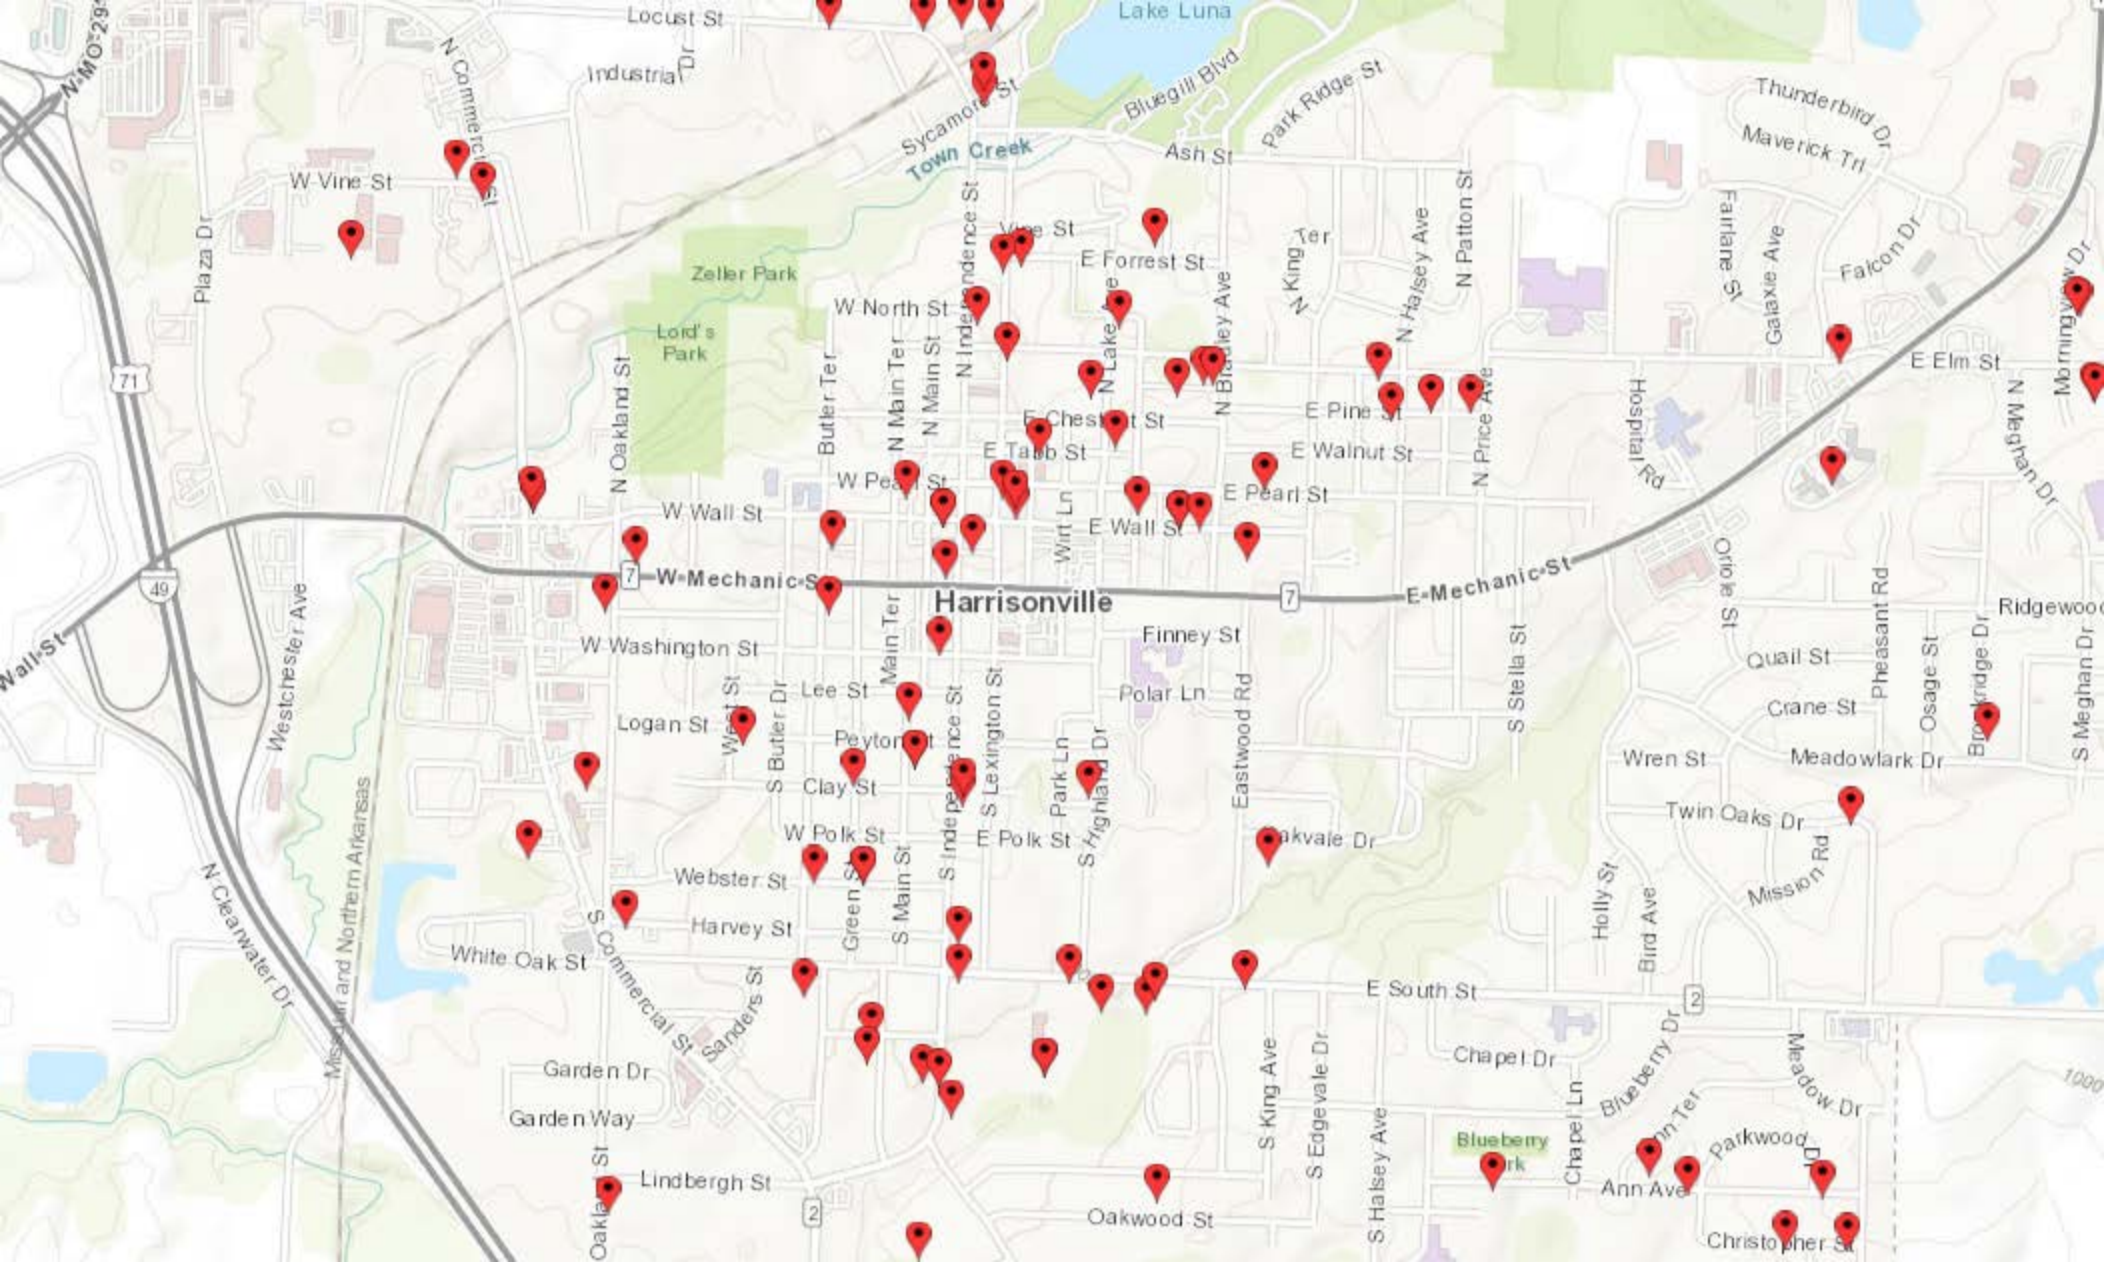 Locust St
Lake Luna
N-MO-29
N Commercial St
Industrial Dr
Sycamore St
Town Creek
Bluegill Blvd
Park Ridge St
Ash St
Thunderbird Dr
Maverick Trl
W Vine St
Plaza Dr
Vine St
E Forrest St
N King Ter
N Halsey Ave
N Patton St
Fairlane St
Galaxie Ave
Falcon Dr
Morningview Dr
Zeller Park
Lord's
Park
W North St
N Independence St
N Lake Ave
N Bradley Ave
E Elm St
71
N Oakland St
Butler Ter
N Main Ter
N Main St
E Chestnut St
E Pine St
N Price Ave
Hospital Rd
N Meghan Dr
E Tabb St
E Walnut St
W Pearl St
E Pearl St
W Wall St
Wirt Ln
E Wall St
49
7
W-Mechanic-S
Harrisonville
7
E-Mechanic-St
Oriole St
Pheasant Rd
Ridgewood
Wall-St
Westchester Ave
W Washington St
Main Ter
Finney St
S Stella St
Quail St
Osage St
Brookridge Dr
S Meghan Dr
West St
S Butler Dr
Lee St
Logan St
Peyton St
S Independence St
S Lexington St
Polar Ln
Eastwood Rd
Crane St
Wren St
Meadowlark Dr
Clay St
Park Ln
S Highland Dr
Missouri and Northern Arkansas
W Polk St
E Polk St
Oakvale Dr
Twin Oaks Dr
Mission Rd
Webster St
Green St
S Main St
Holly St
Bird Ave
N Clearwater Dr
Harvey St
White Oak St
S Commercial St
Sanders St
E South St
2
Garden Dr
Chapel Dr
Blueberry Dr
Meadow Dr
1000
Garden Way
S King Ave
S Edgevale Dr
S Halsey Ave
Chapel Ln
Ann Ter
Parkwood Dr
Blueberry
Park
Lindbergh St
Oakland St
2
Oakwood St
Ann Ave
Christopher St